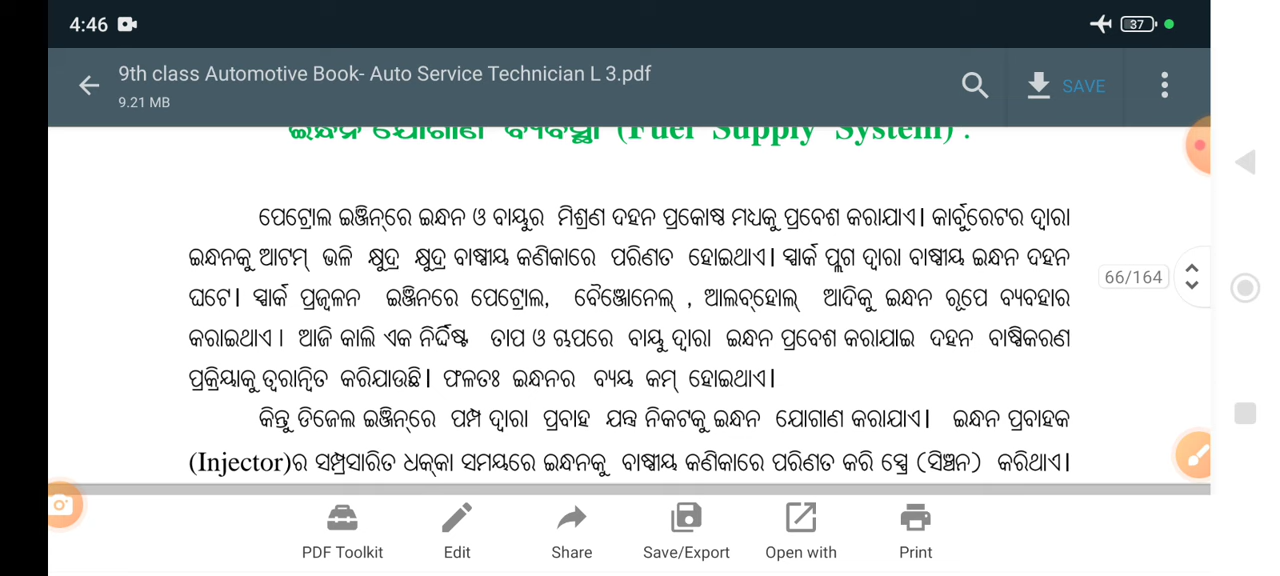 4:46
37
9th class Automotive Book- Auto Service Technician L 3.pdf
9.21 MB
SAVE
ଇନ୍ଧନ ଯୋଗାଣ ବ୍ୟବସ୍ଥା (Fuel Supply System) :
ପେଟ୍ରୋଲ ଇଞ୍ଜିନ୍‌ରେ ଇନ୍ଧନ ଓ ବାୟୁର ମିଶ୍ରଣ ଦହନ ପ୍ରକୋଷ୍ଠ ମଧ୍ୟକୁ ପ୍ରବେଶ କରାଯାଏ। କାର୍ବୁରେଟର ଦ୍ୱାରା
ଇନ୍ଧନକୁ ଆଟମ୍ ଭଳି କ୍ଷୁଦ୍ର କ୍ଷୁଦ୍ର ବାଷ୍ପୀୟ କଣିକାରେ ପରିଣତ ହୋଇଥାଏ। ସ୍ପାର୍କ ପ୍ଲଗ ଦ୍ୱାରା ବାଷ୍ପୀୟ ଇନ୍ଧନ ଦହନ
ଘଟେ। ସ୍ପାର୍କ ପ୍ରଜ୍ୱଳନ ଇଞ୍ଜିନରେ ପେଟ୍ରୋଲ, ବୈଞ୍ଜୋନେଲ୍ , ଆଲବ୍‌ହୋଲ୍ ଆଦିକୁ ଇନ୍ଧନ ରୂପେ ବ୍ୟବହାର
କରାଇଥାଏ। ଆଜି କାଲି ଏକ ନିର୍ଦ୍ଦିଷ୍ଟ ତାପ ଓ ଋପରେ ବାୟୁ ଦ୍ୱାରା ଇନ୍ଧନ ପ୍ରବେଶ କରାଯାଇ ଦହନ ବାଷ୍ପିକରଣ
ପ୍ରକ୍ରିୟାକୁ ତ୍ୱରାନ୍ୱିତ କରିଯାଉଛି। ଫଳତଃ ଇନ୍ଧନର ବ୍ୟୟ କମ୍ ହୋଇଥାଏ।
କିନ୍ତୁ ଡିଜେଲ ଇଞ୍ଜିନ୍‌ରେ ପମ୍ପ ଦ୍ୱାରା ପ୍ରବାହ ଯନ୍ତ୍ର ନିକଟକୁ ଇନ୍ଧନ ଯୋଗାଣ କରାଯାଏ। ଇନ୍ଧନ ପ୍ରବାହକ
(Injector)ର ସମ୍ପ୍ରସାରିତ ଧକ୍କା ସମୟରେ ଇନ୍ଧନକୁ ବାଷ୍ପୀୟ କଣିକାରେ ପରିଣତ କରି ସ୍ପ୍ରେ (ସିଞ୍ଚନ) କରିଥାଏ।
66/164
PDF Toolkit
Edit
Share
Save/Export
Open with
Print